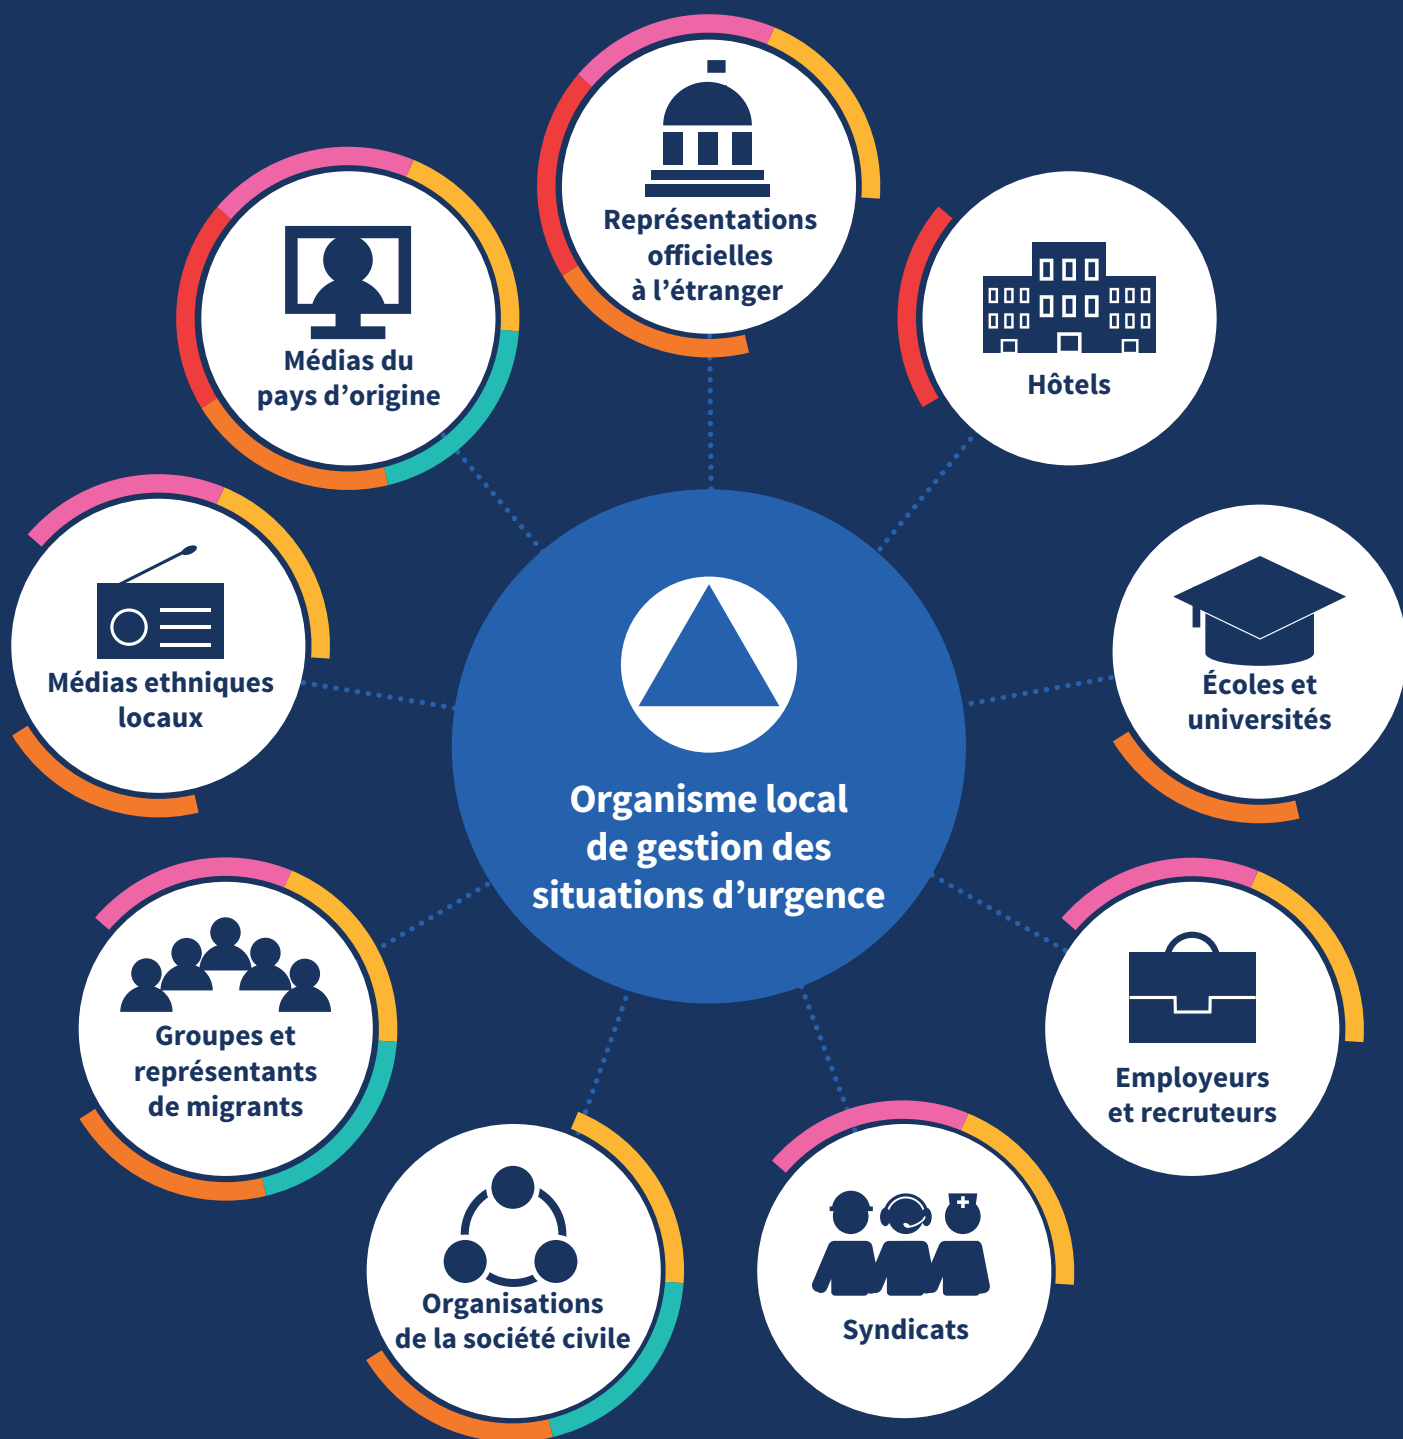 Représentations
officielles
à l’étranger
Médias du
pays d’origine
Hôtels
Médias ethniques
locaux
Écoles et
universités
Organisme local
de gestion des
situations d’urgence
Groupes et
représentants
de migrants
Employeurs
et recruteurs
Organisations
de la société civile
Syndicats